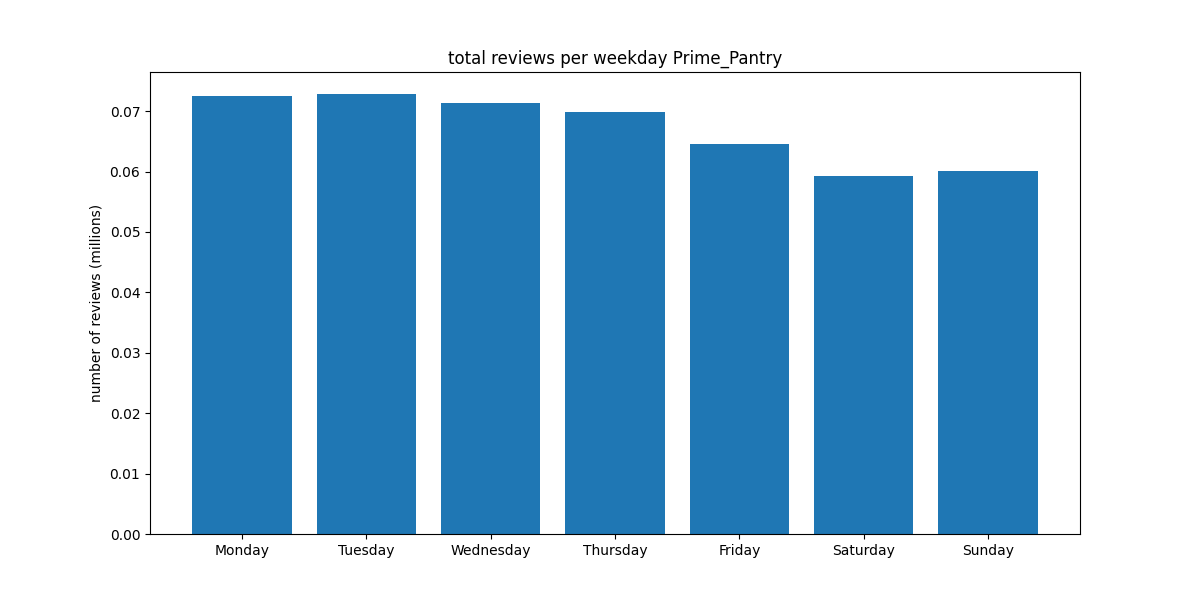 total reviews per weekday Prime_Pantry
number of reviews (millions)
0.07
0.06
0.05
0.04
0.03
0.02
0.01
0.00
Monday Tuesday Wednesday Thursday Friday Saturday Sunday